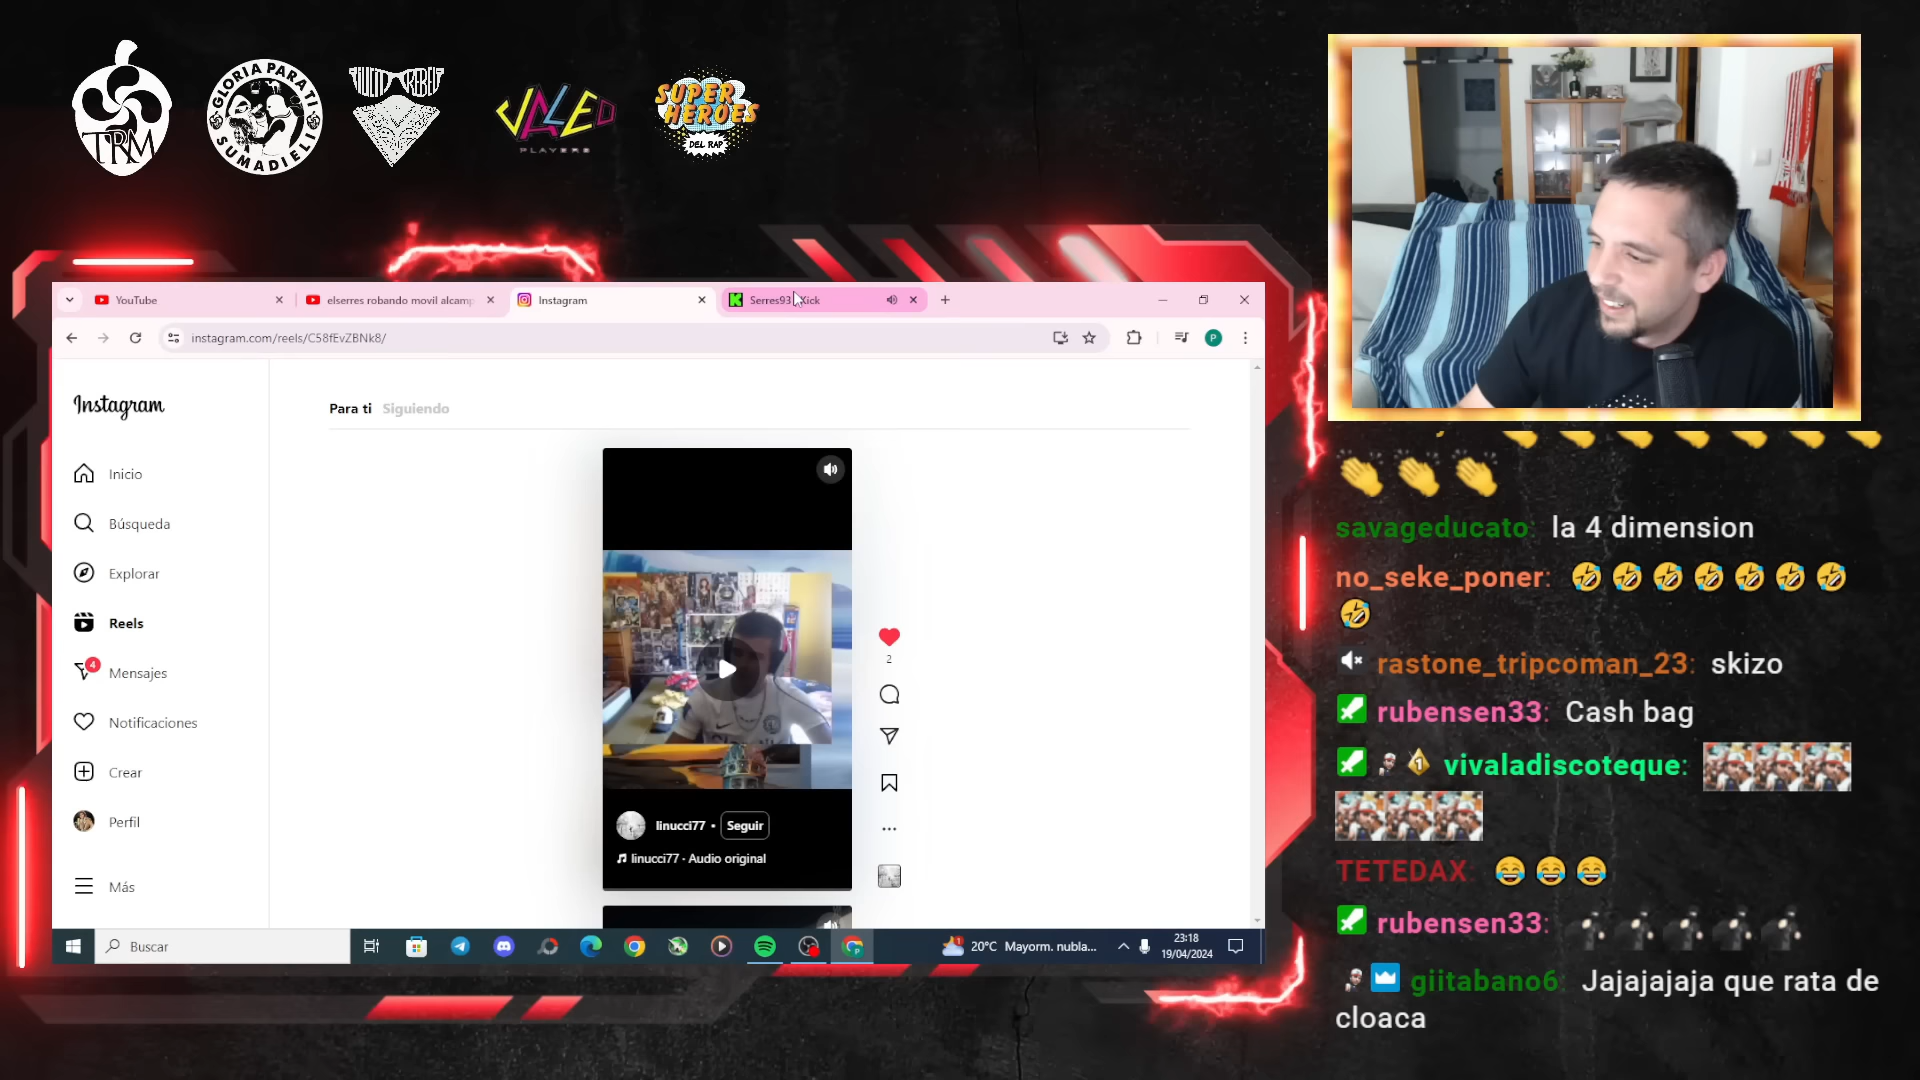 TRM
GLORIA PARATI
SUMADIELI
JALEO
PLAYERS
SUPER
HEROES
DEL RAP
YouTube
elserres robando movil alcamp
Instagram
Serres93
Kick
instagram.com/reels/C58fEvZBNk8/
Instagram
Para ti
Siguiendo
Inicio
Búsqueda
Explorar
Reels
4
Mensajes
Notificaciones
Crear
Perfil
Más
2
linucci77 • Seguir
linucci77 · Audio original
Buscar
20°C Mayorm. nubla...
23:18
19/04/2024
savageducato: la 4 dimension
no_seke_poner:
rastone_tripcoman_23: skizo
rubensen33: Cash bag
vivaladiscoteque:
TETEDAX:
rubensen33:
giitabano6: Jajajajaja que rata de
cloaca